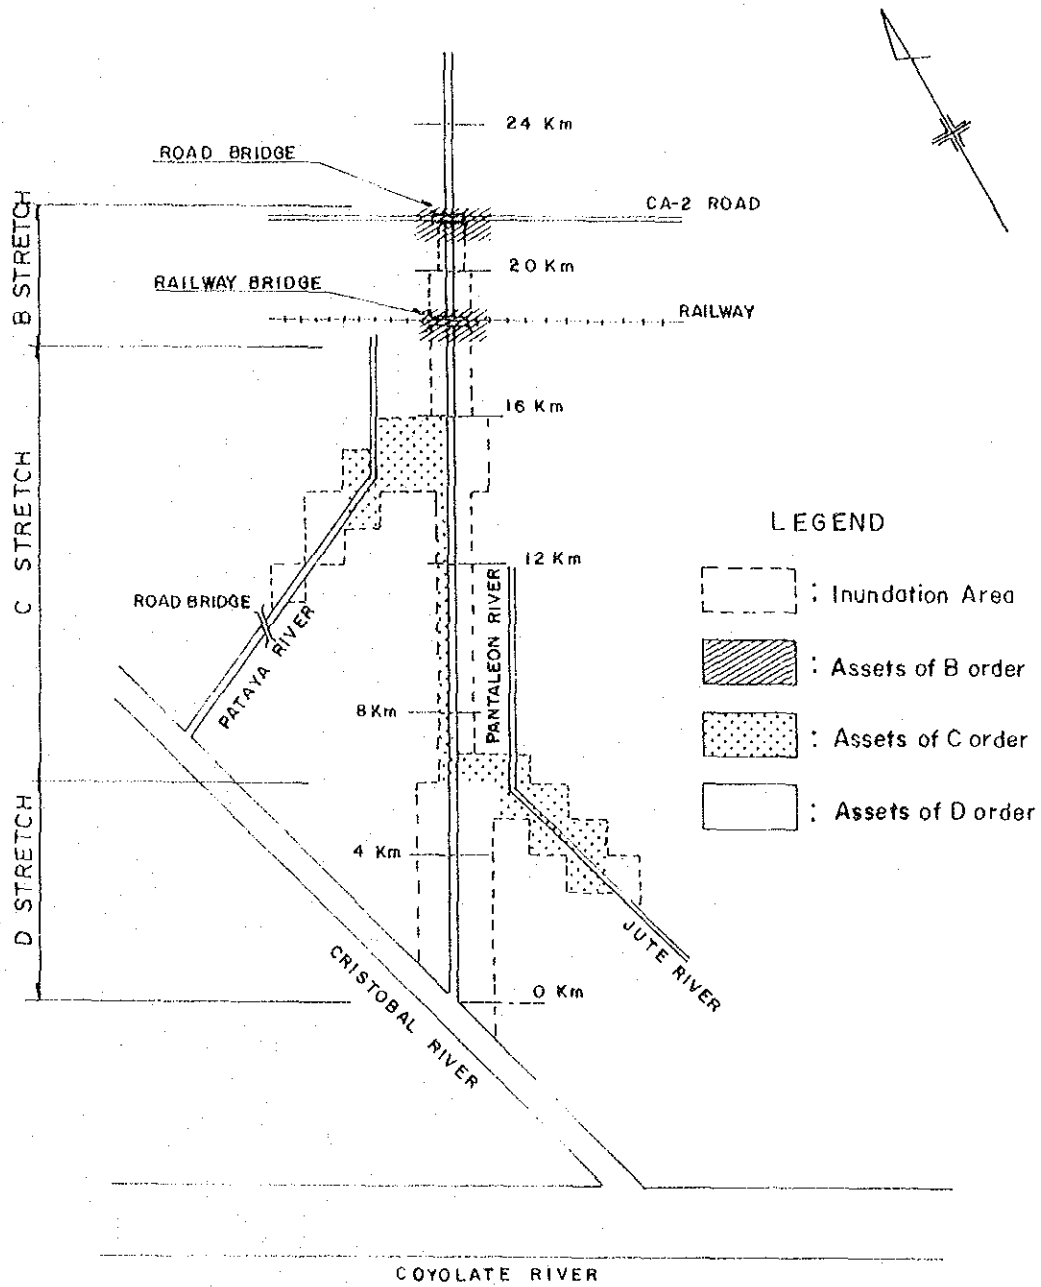 24 Km
ROAD BRIDGE
CA-2 ROAD
B STRETCH
20 Km
RAILWAY BRIDGE
RAILWAY
16 Km
C STRETCH
LEGEND
12 Km
: Inundation Area
ROAD BRIDGE
PATAYA RIVER
PANTALEON RIVER
: Assets of B order
8 Km
: Assets of C order
D STRETCH
4 Km
: Assets of D order
JUTE RIVER
CRISTOBAL RIVER
0 Km
COYOLATE RIVER